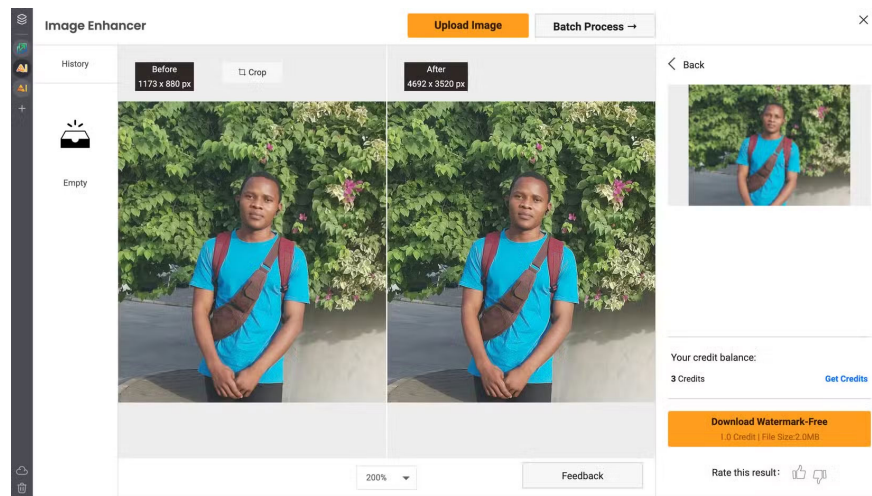 Image Enhancer
Upload Image
Batch Process →
History
Empty
Before
1173 x 880 px
Crop
After
4692 x 3520 px
Back
Your credit balance:
3 Credits
Get Credits
Download Watermark-Free
1.0 Credit | File Size:2.0MB
Rate this result:
200%
Feedback